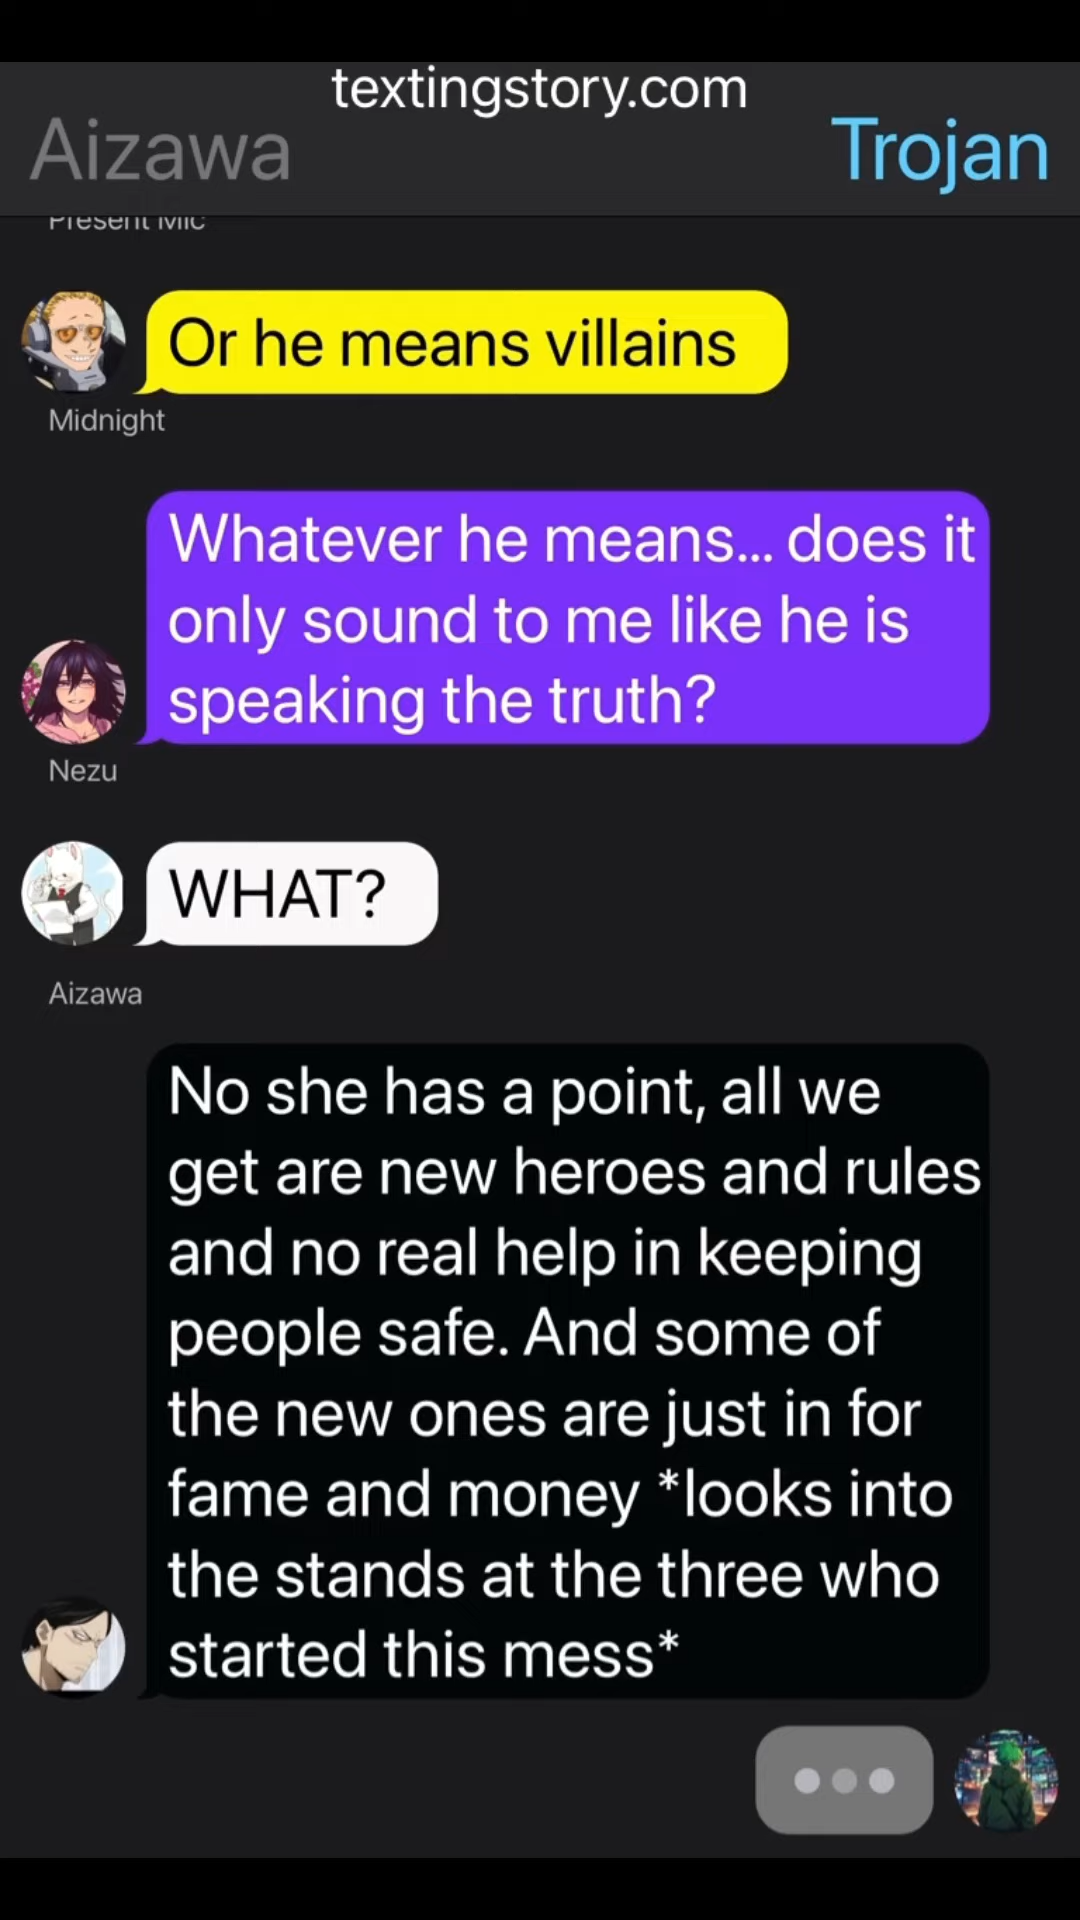 textingstory.com
Aizawa
Trojan
Present Mic
Or he means villains
Midnight
Whatever he means... does it
only sound to me like he is
speaking the truth?
Nezu
WHAT?
Aizawa
No she has a point, all we
get are new heroes and rules
and no real help in keeping
people safe. And some of
the new ones are just in for
fame and money *looks into
the stands at the three who
started this mess*